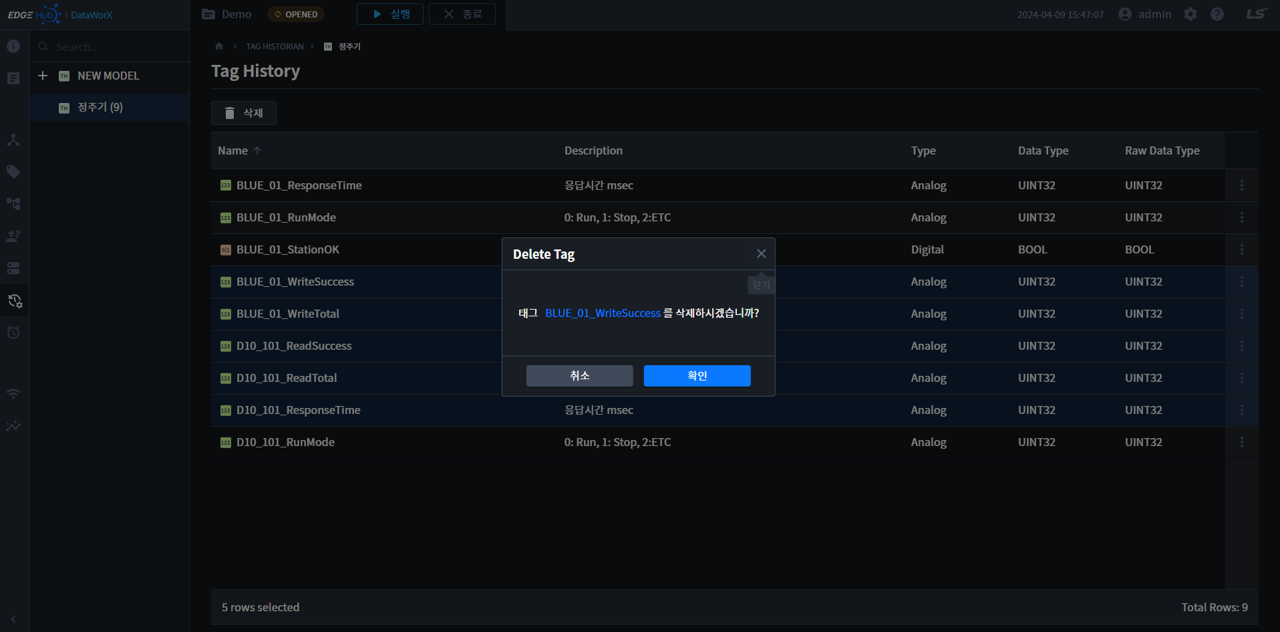 EDGE Hub | DataWorX
Demo
OPENED
실행
종료
2024-04-09 15:47:07
admin
LS
Search...
NEW MODEL
정주기 (9)
TAG HISTORIAN
정주기
Tag History
삭제
Name Description Type Data Type Raw Data Type
BLUE_01_ResponseTime 응답시간 msec Analog UINT32 UINT32
BLUE_01_RunMode 0: Run, 1: Stop, 2:ETC Analog UINT32 UINT32
BLUE_01_StationOK Digital BOOL BOOL
BLUE_01_WriteSuccess Analog UINT32 UINT32
BLUE_01_WriteTotal Analog UINT32 UINT32
D10_101_ReadSuccess Analog UINT32 UINT32
D10_101_ReadTotal Analog UINT32 UINT32
D10_101_ResponseTime 응답시간 msec Analog UINT32 UINT32
D10_101_RunMode 0: Run, 1: Stop, 2:ETC Analog UINT32 UINT32
Delete Tag
닫기
태그 BLUE_01_WriteSuccess 를 삭제하시겠습니까?
취소
확인
5 rows selected
Total Rows: 9